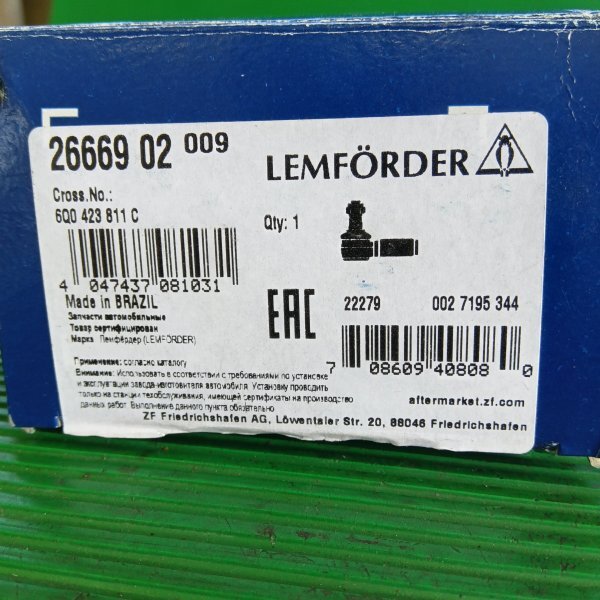 26669 02 009
LEMFÖRDER
Cross.No.:
6Q0 423 811 C
Qty: 1
4 047437 081031
Made in BRAZIL
Запчасти автомобильные
Товар сертифицирован
Марка Лемфёрдер (LEMFÖRDER)
EAC
22279 002 7195 344
7 08609 40808 0
Применение: согласно каталогу
Внимание: Использовать в соответствии с требованиями по установке
и эксплуатации завода-изготовителя автомобиля. Установку проводить
только на станции техобслуживания, имеющей сертификаты на производство
данных работ. Выполнение данного пункта обязательно
aftermarket.zf.com
ZF Friedrichshafen AG, Löwentaler Str. 20, 88046 Friedrichshafen